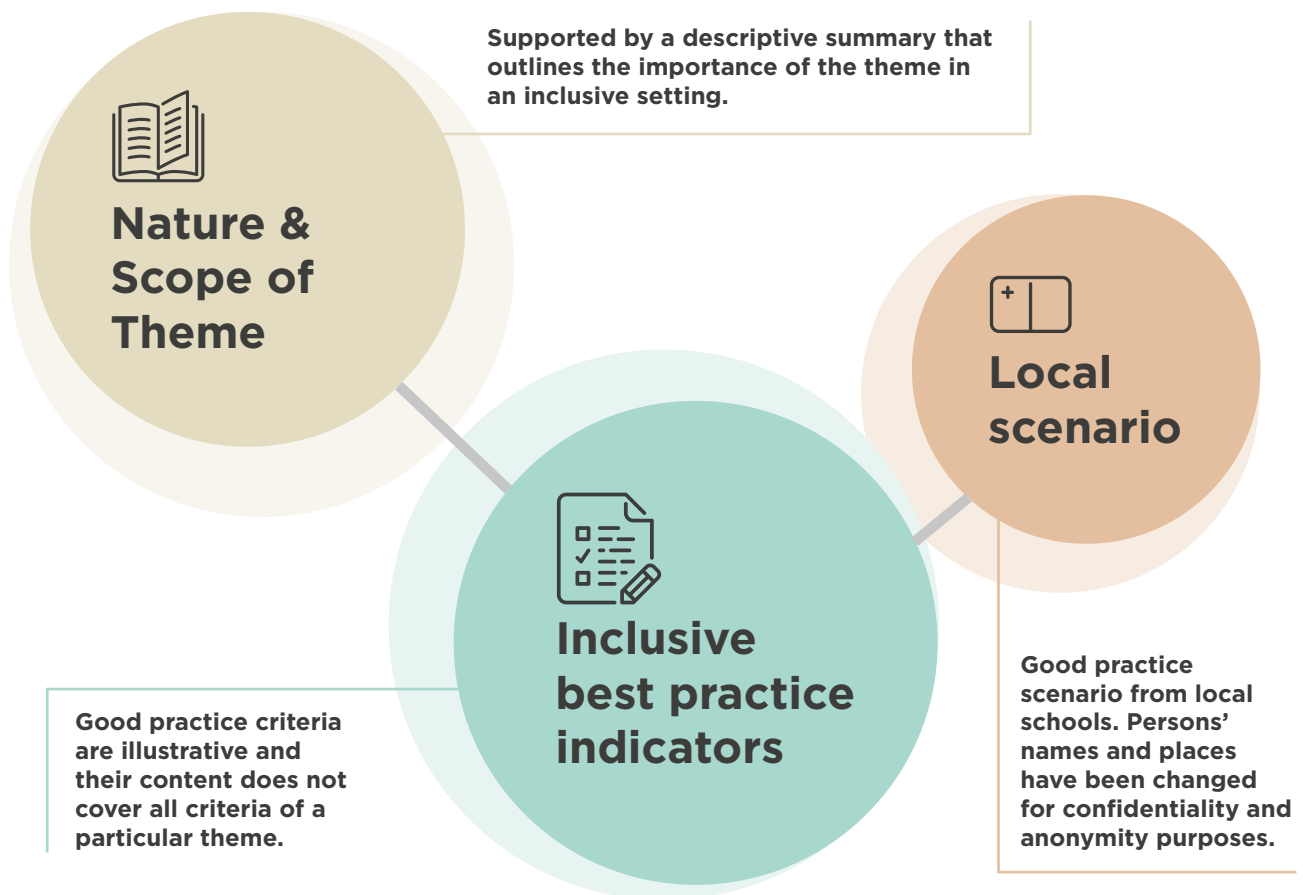 Supported by a descriptive summary that
outlines the importance of the theme in
an inclusive setting.
Nature &
Scope of
Theme
Local
scenario
Inclusive
best practice
indicators
Good practice criteria
are illustrative and
their content does not
cover all criteria of a
particular theme.
Good practice
scenario from local
schools. Persons’
names and places
have been changed
for confidentiality and
anonymity purposes.